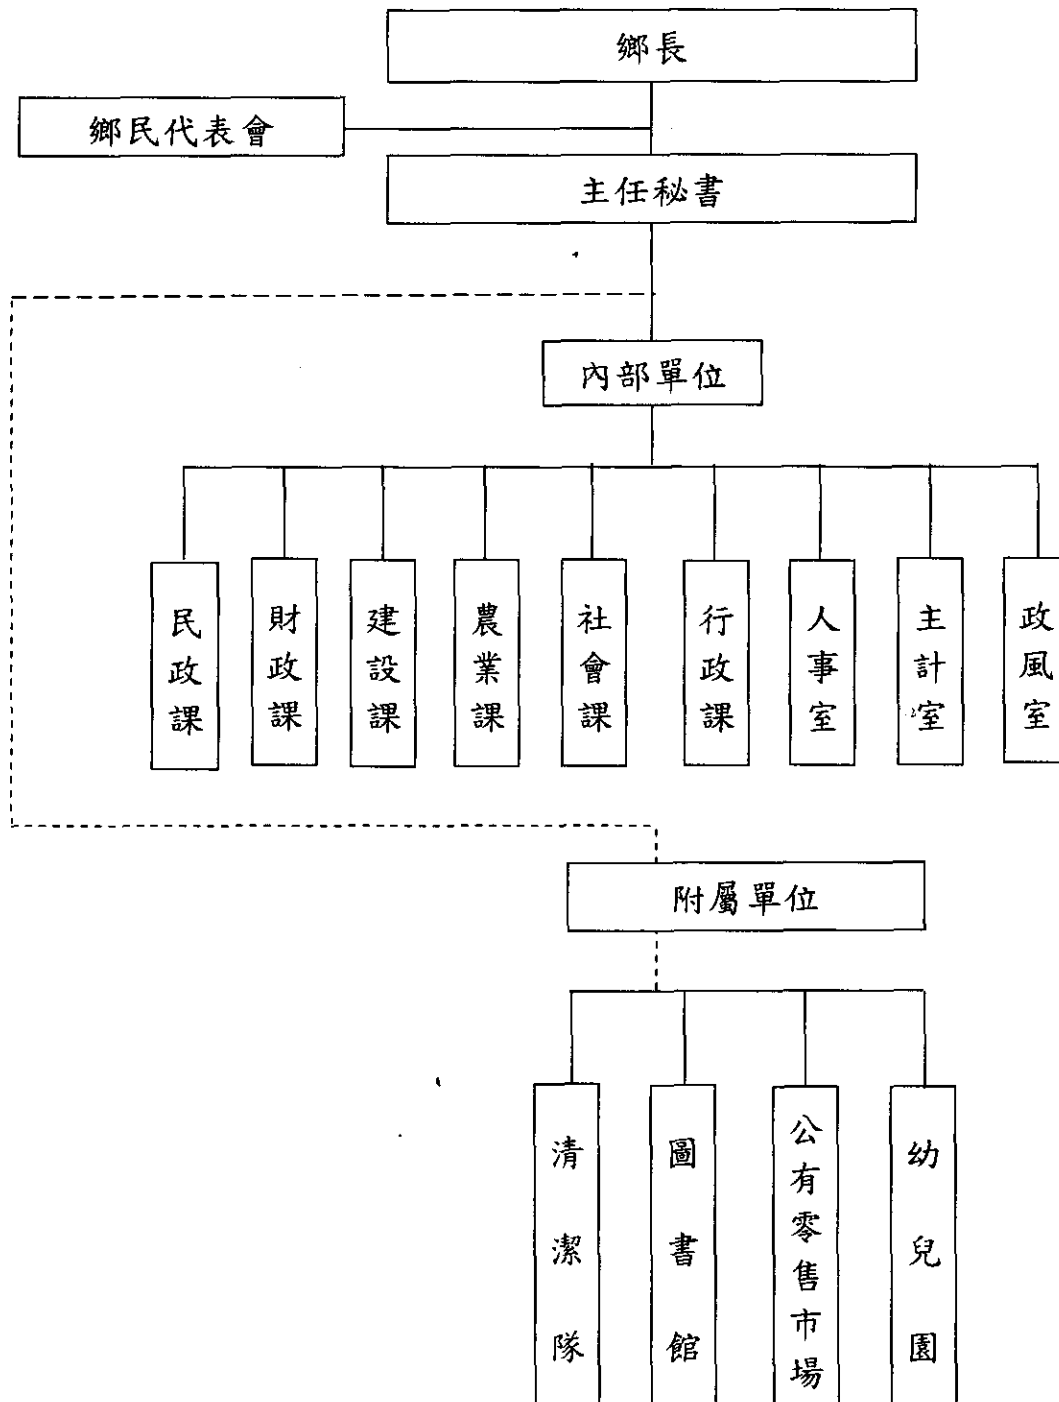 鄉長
鄉民代表會
主任秘書
內部單位
民政課
財政課
建設課
農業課
社會課
行政課
人事室
主計室
政風室
附屬單位
清潔隊
圖書館
公有零售市場
幼兒園